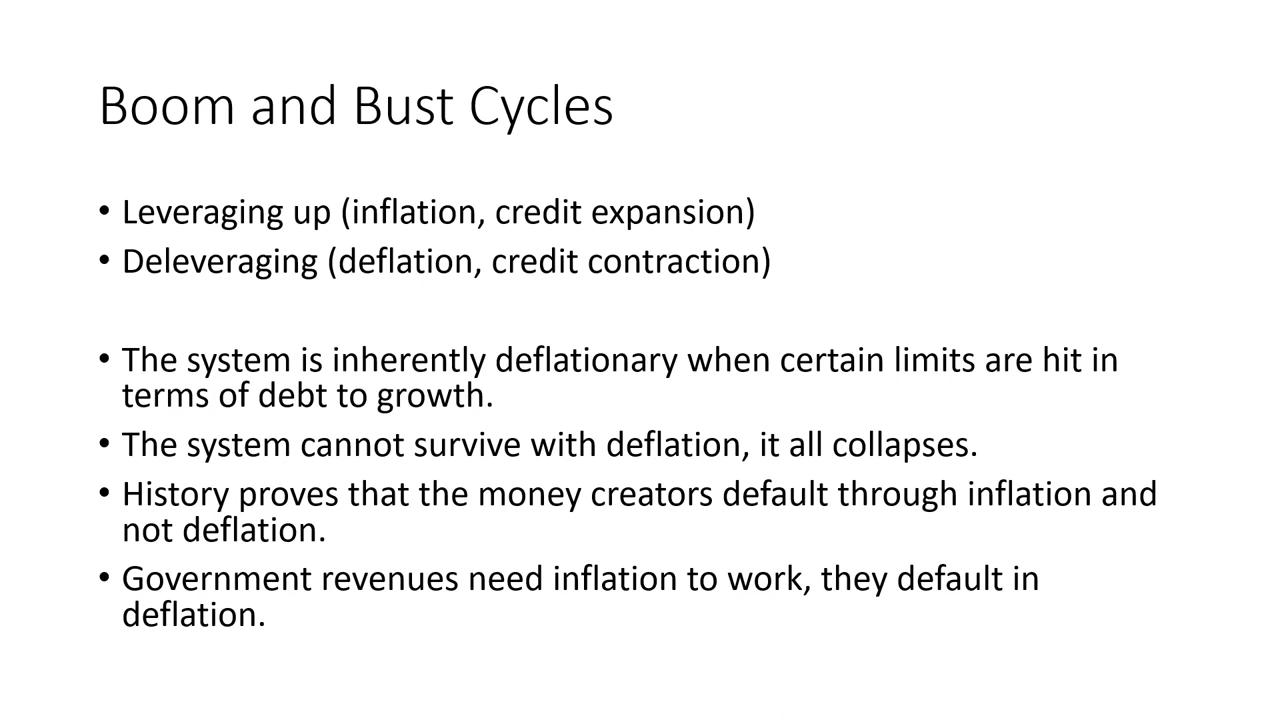 Boom and Bust Cycles
• Leveraging up (inflation, credit expansion)
• Deleveraging (deflation, credit contraction)
• The system is inherently deflationary when certain limits are hit in
terms of debt to growth.
• The system cannot survive with deflation, it all collapses.
• History proves that the money creators default through inflation and
not deflation.
• Government revenues need inflation to work, they default in
deflation.